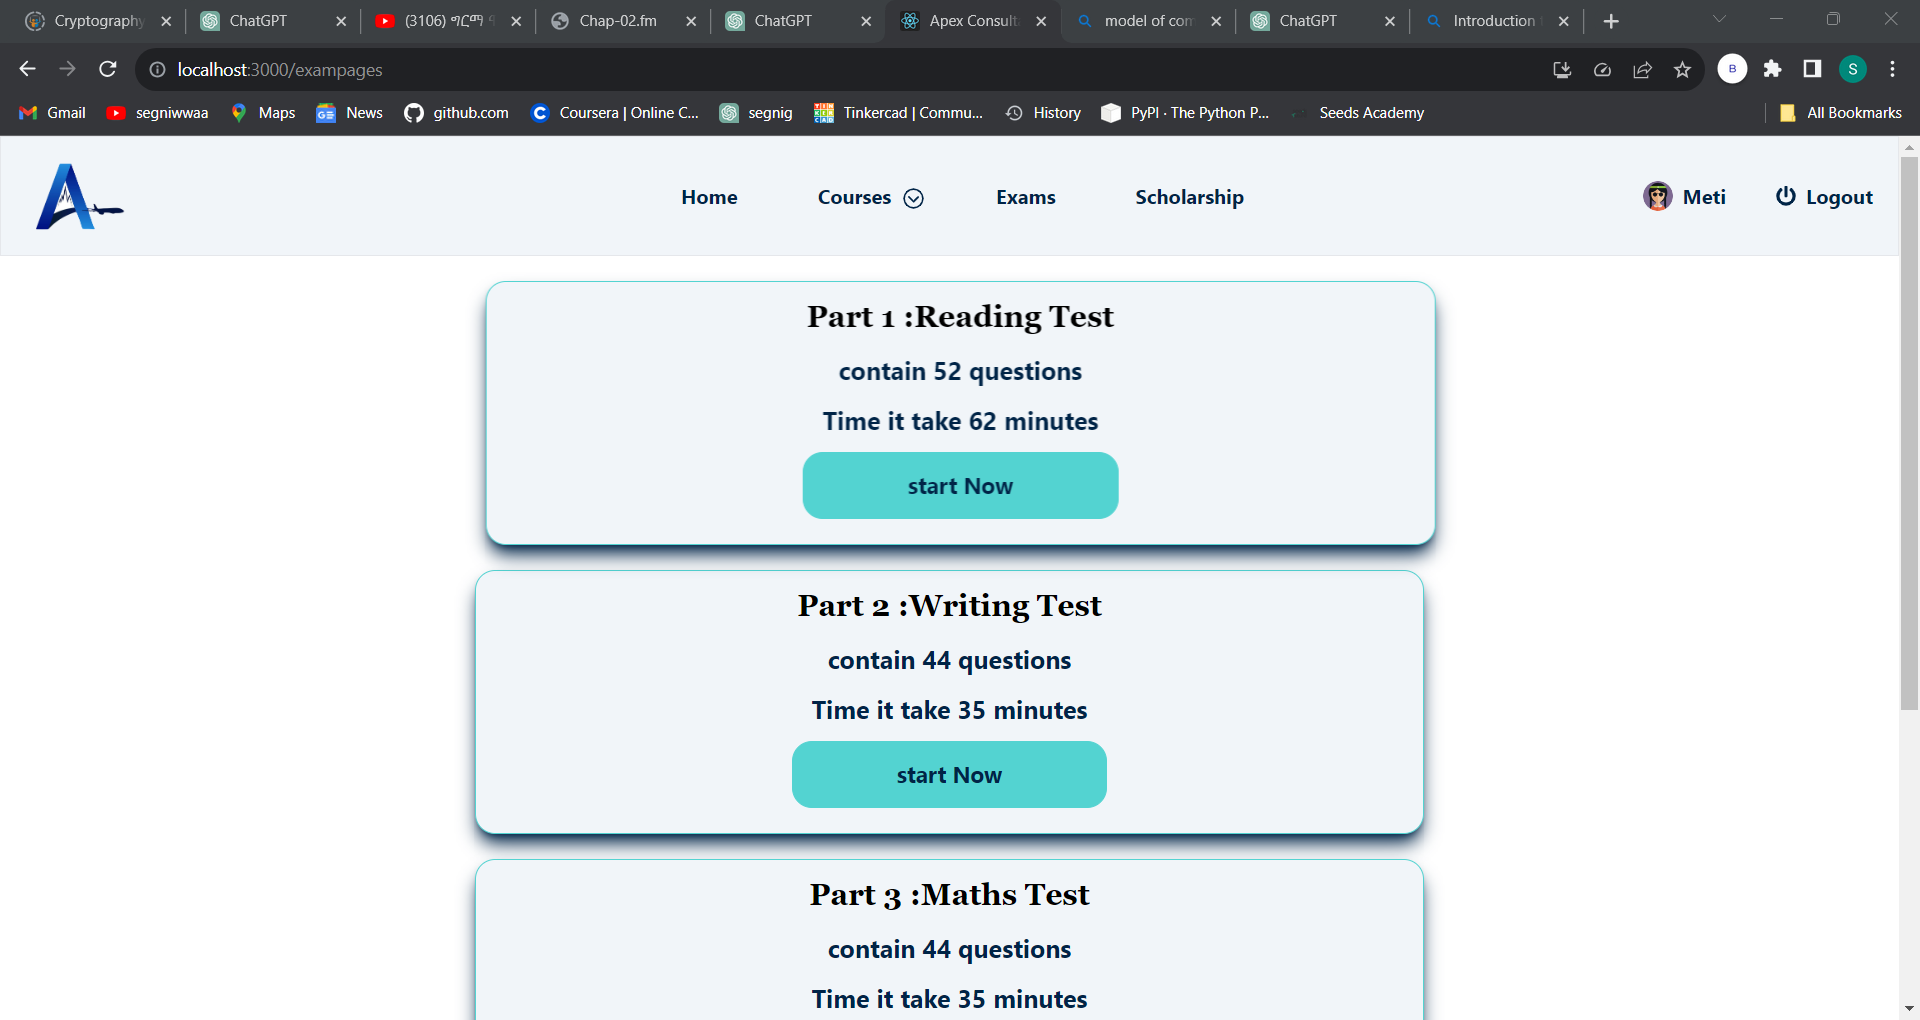 Cryptography
ChatGPT
(3106) ዛርማ
Chap-02.fm
ChatGPT
Apex Consult
model of con
ChatGPT
Introduction
localhost:3000/exampages
B
S
Gmail
segniwwaa
Maps
News
github.com
Coursera | Online C...
segnig
Tinkercad | Commu...
History
PyPI · The Python P...
Seeds Academy
All Bookmarks
Home
Courses
Exams
Scholarship
Meti
Logout
Part 1 :Reading Test
contain 52 questions
Time it take 62 minutes
start Now
Part 2 :Writing Test
contain 44 questions
Time it take 35 minutes
start Now
Part 3 :Maths Test
contain 44 questions
Time it take 35 minutes